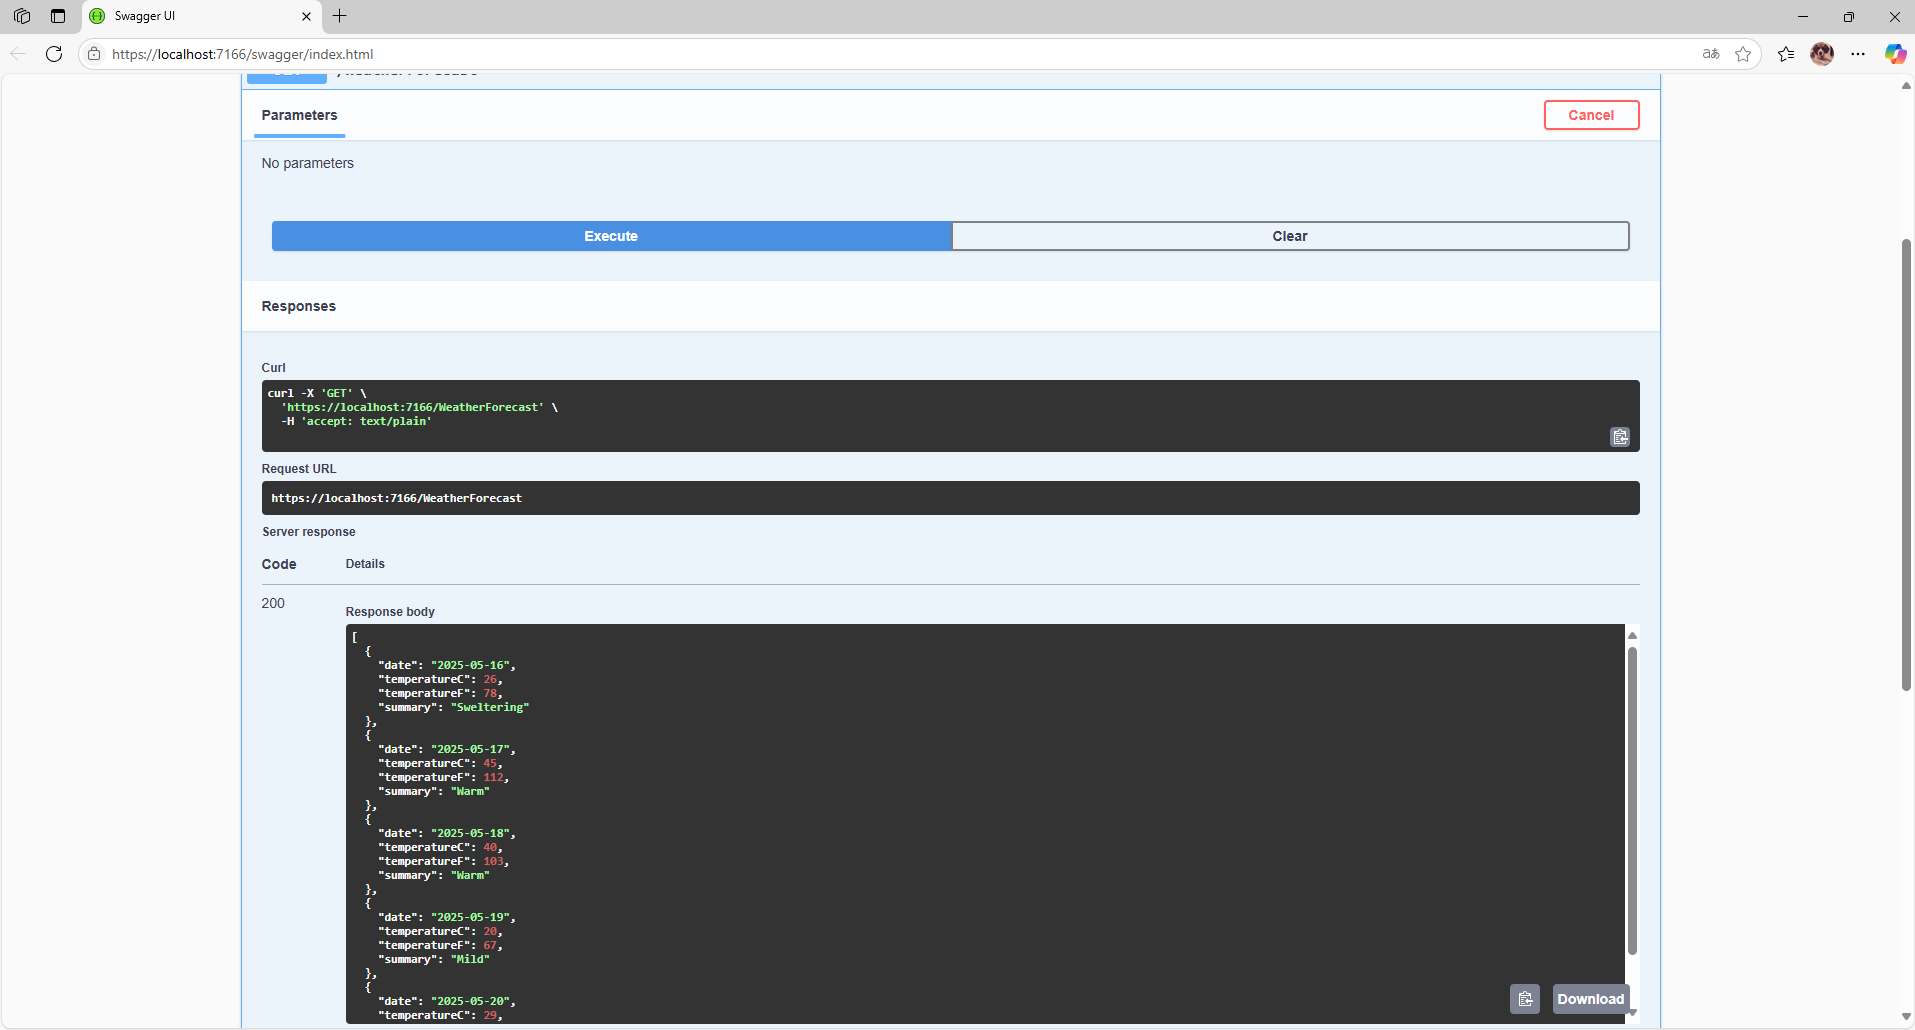 Swagger UI
https://localhost:7166/swagger/index.html
Parameters
Cancel
No parameters
Execute
Clear
Responses
Curl
curl -X 'GET' \
'https://localhost:7166/WeatherForecast' \
-H 'accept: text/plain'
Request URL
https://localhost:7166/WeatherForecast
Server response
Code
Details
200
Response body
[
{
"date": "2025-05-16",
"temperatureC": 26,
"temperatureF": 78,
"summary": "Sweltering"
},
{
"date": "2025-05-17",
"temperatureC": 45,
"temperatureF": 112,
"summary": "Warm"
},
{
"date": "2025-05-18",
"temperatureC": 40,
"temperatureF": 103,
"summary": "Warm"
},
{
"date": "2025-05-19",
"temperatureC": 20,
"temperatureF": 67,
"summary": "Mild"
},
{
"date": "2025-05-20",
"temperatureC": 29,
Download